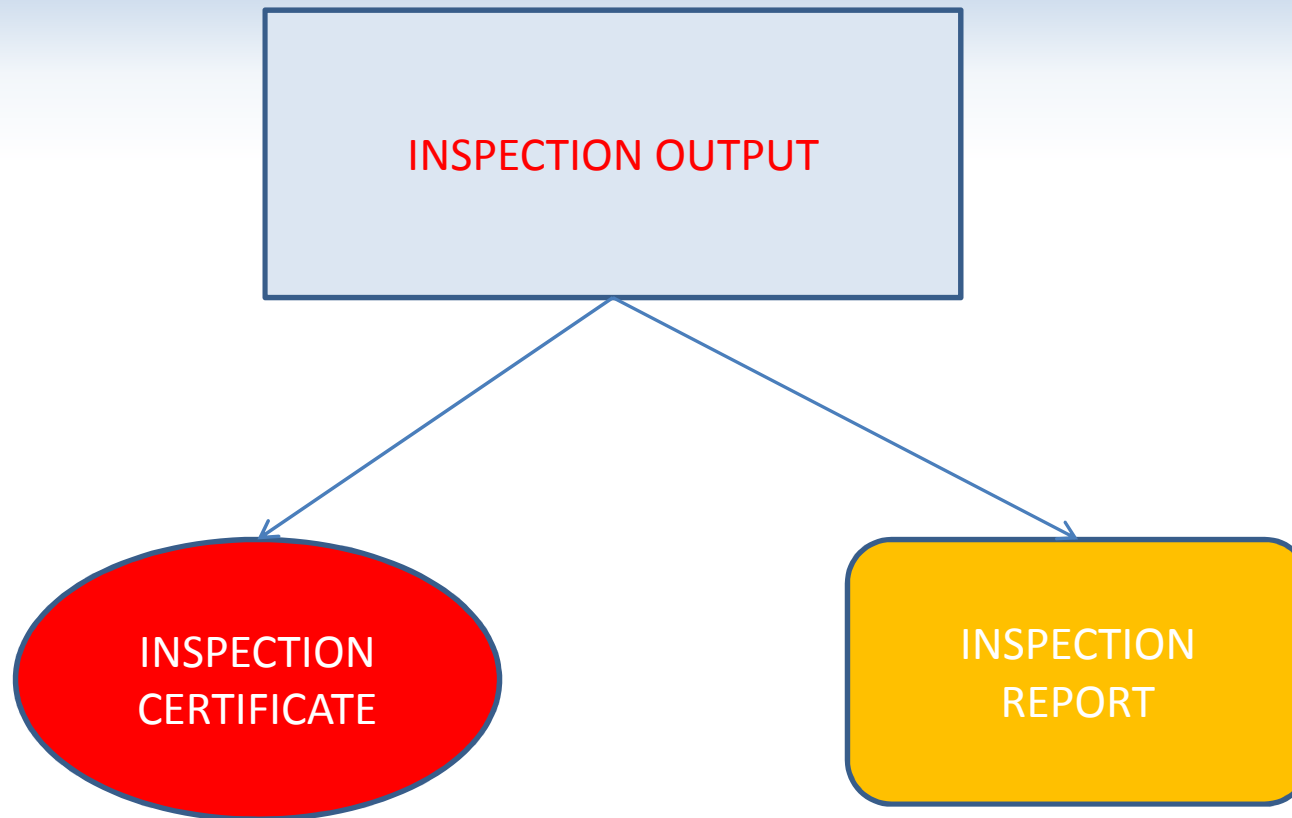 INSPECTION OUTPUT
INSPECTION
CERTIFICATE
INSPECTION
REPORT